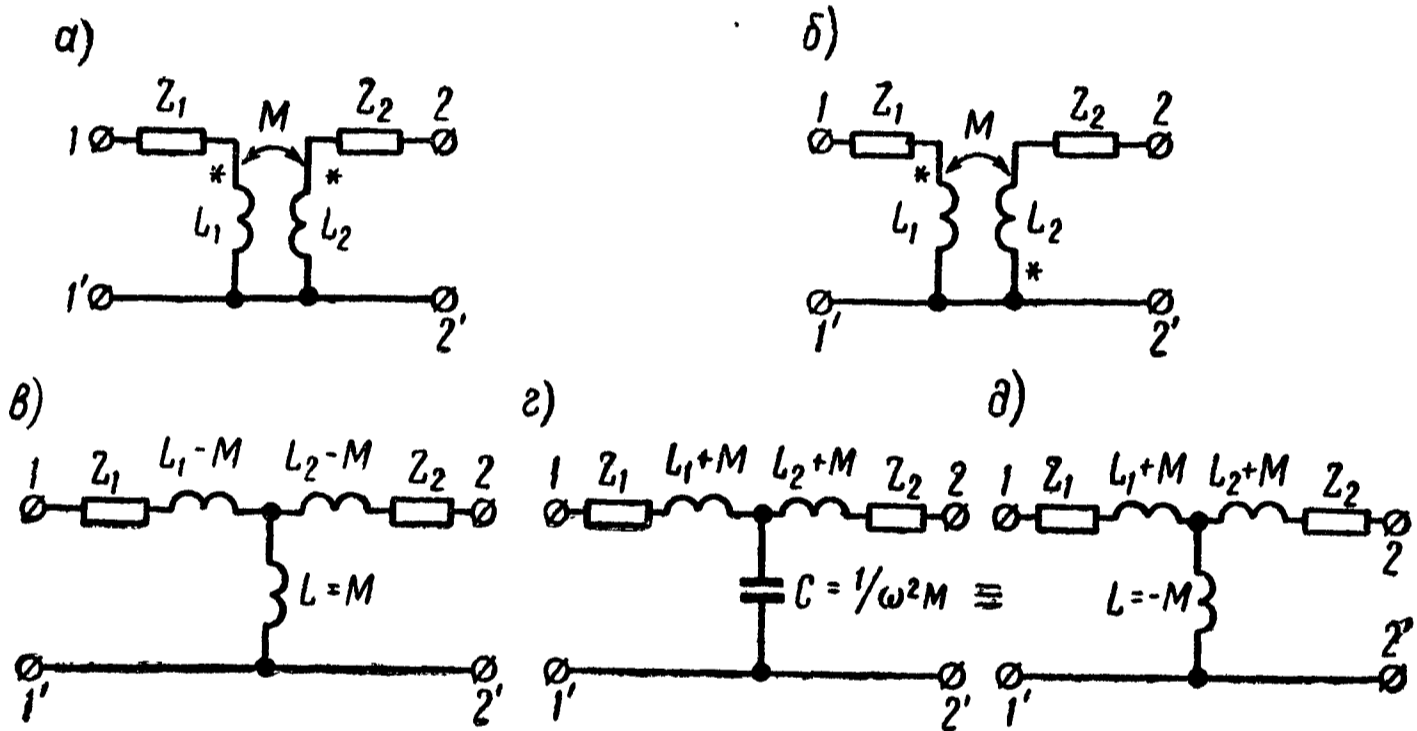 а) б)
Z₁ M Z₂ 2
1
* *
L₁ L₂
1' 2'
1 Z₁ M Z₂ 2
*
L₁ L₂
*
1' 2'
в) г) д)
1 Z₁ L₁-M L₂-M Z₂ 2
L=M
1' 2'
1 Z₁ L₁+M L₂+M Z₂ 2
C = 1/ω²M ≡
1' 2'
1 Z₁ L₁+M L₂+M Z₂
2
L=-M
1' 2"